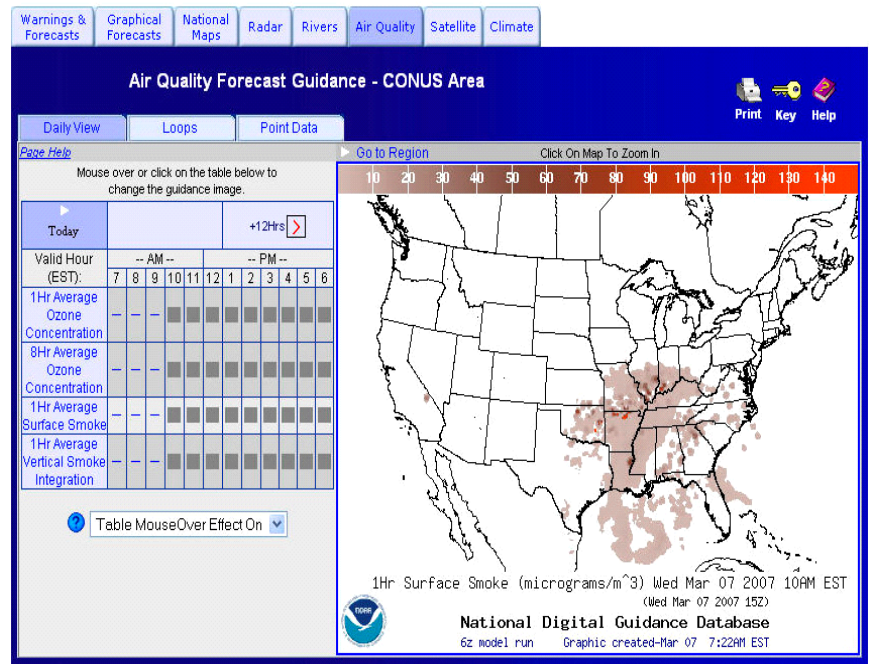 Warnings &
Forecasts
Graphical
Forecasts
National
Maps
Radar
Rivers
Air Quality
Satellite
Climate
Air Quality Forecast Guidance - CONUS Area
Print Key Help
Daily View Loops Point Data
Page Help
Go to Region Click On Map To Zoom In
Mouse over or click on the table below to
change the guidance image.
10 20 30 40 50 60 70 80 90 100 110 120 130 140
Today +12Hrs >
Valid Hour
(EST):
-- AM -- -- PM --
7 8 9 10 11 12 1 2 3 4 5 6
1Hr Average
Ozone
Concentration
8Hr Average
Ozone
Concentration
1Hr Average
Surface Smoke
1Hr Average
Vertical Smoke
Integration
? Table MouseOver Effect On
1Hr Surface Smoke (micrograms/m^3) Wed Mar 07 2007 10AM EST
(Wed Mar 07 2007 15Z)
NOAA
National Digital Guidance Database
6z model run Graphic created-Mar 07 7:22AM EST